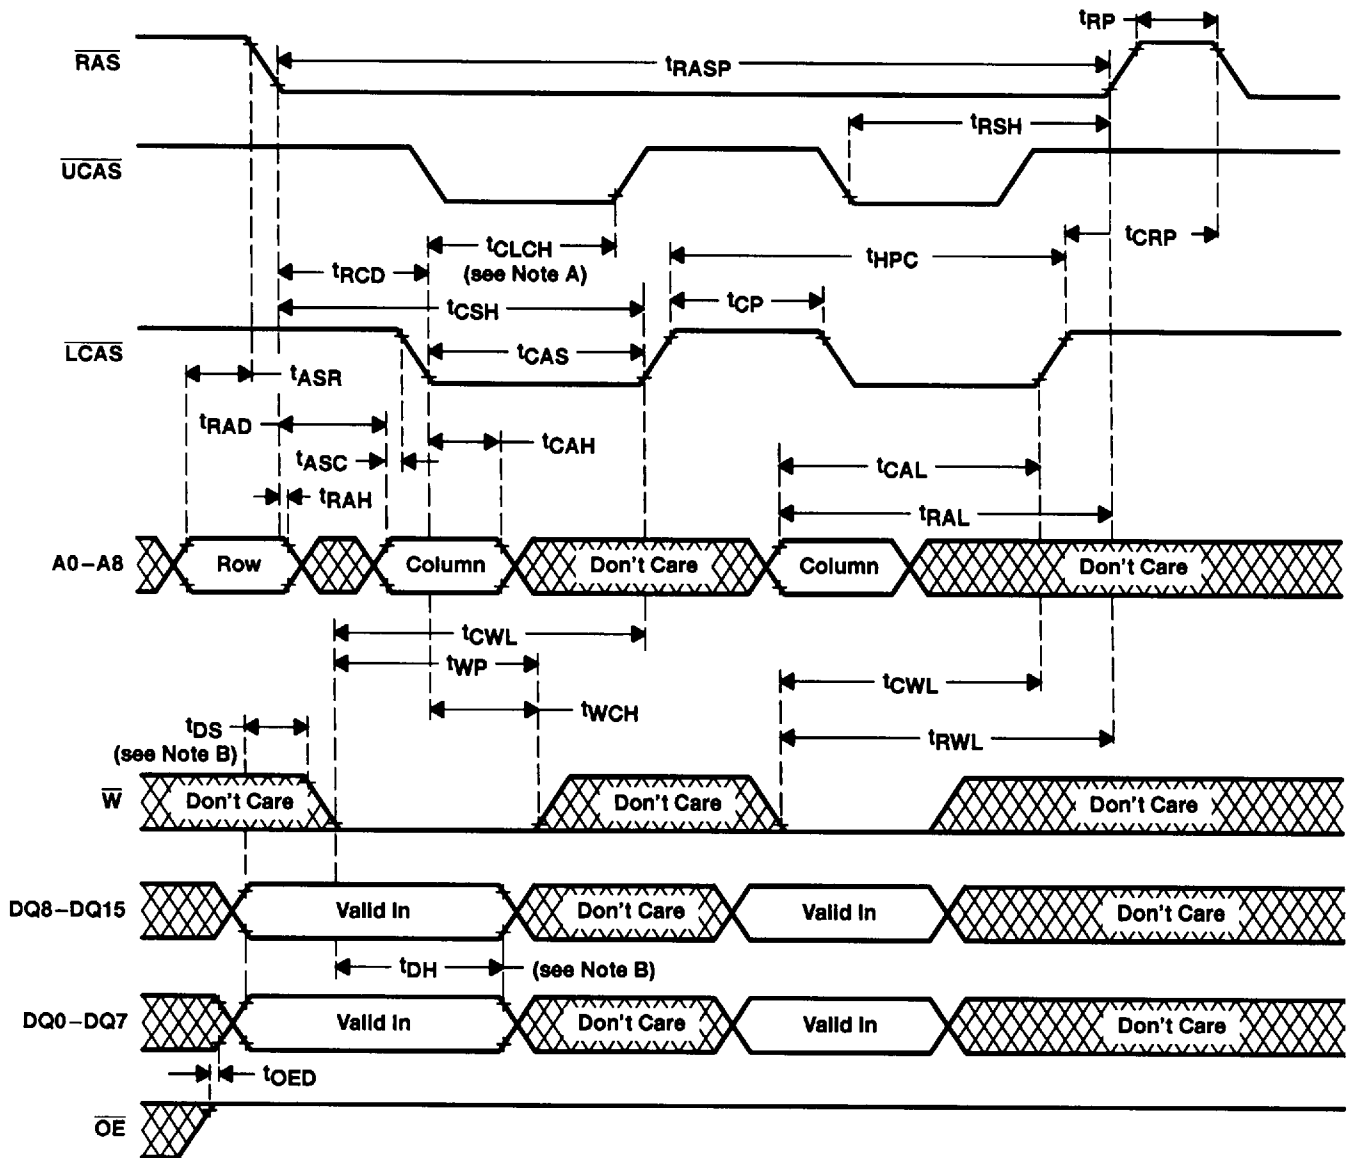 tRP
RAS
tRASP
tRSH
UCAS
tCLCH
(see Note A)
tCRP
tHPC
tRCD
tCSH
tCP
LCAS
tCAS
tASR
tRAD
tCAH
tASC
tCAL
tRAH
tRAL
A0–A8 Row Column Don't Care Column Don't Care
tCWL
tWP
tCWL
tWCH
tDS
(see Note B)
tRWL
W Don't Care Don't Care Don't Care
DQ8–DQ15 Valid In Don't Care Valid In Don't Care
tDH (see Note B)
DQ0–DQ7 Valid In Don't Care Valid In Don't Care
tOED
OE